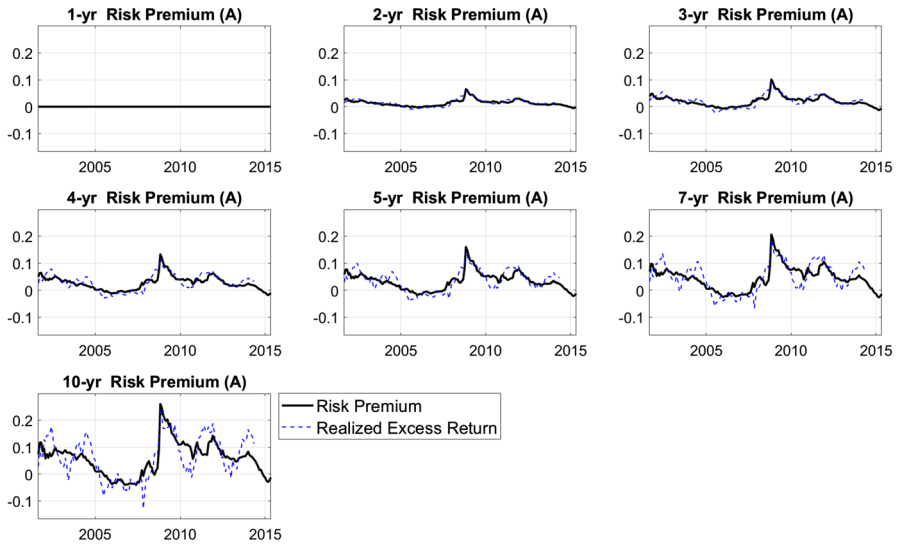 1-yr Risk Premium (A)
0.2
0.1
0
-0.1
2005 2010 2015
2-yr Risk Premium (A)
0.2
0.1
0
-0.1
2005 2010 2015
3-yr Risk Premium (A)
0.2
0.1
0
-0.1
2005 2010 2015
4-yr Risk Premium (A)
0.2
0.1
0
-0.1
2005 2010 2015
5-yr Risk Premium (A)
0.2
0.1
0
-0.1
2005 2010 2015
7-yr Risk Premium (A)
0.2
0.1
0
-0.1
2005 2010 2015
10-yr Risk Premium (A)
0.2
0.1
0
-0.1
2005 2010 2015
Risk Premium
Realized Excess Return